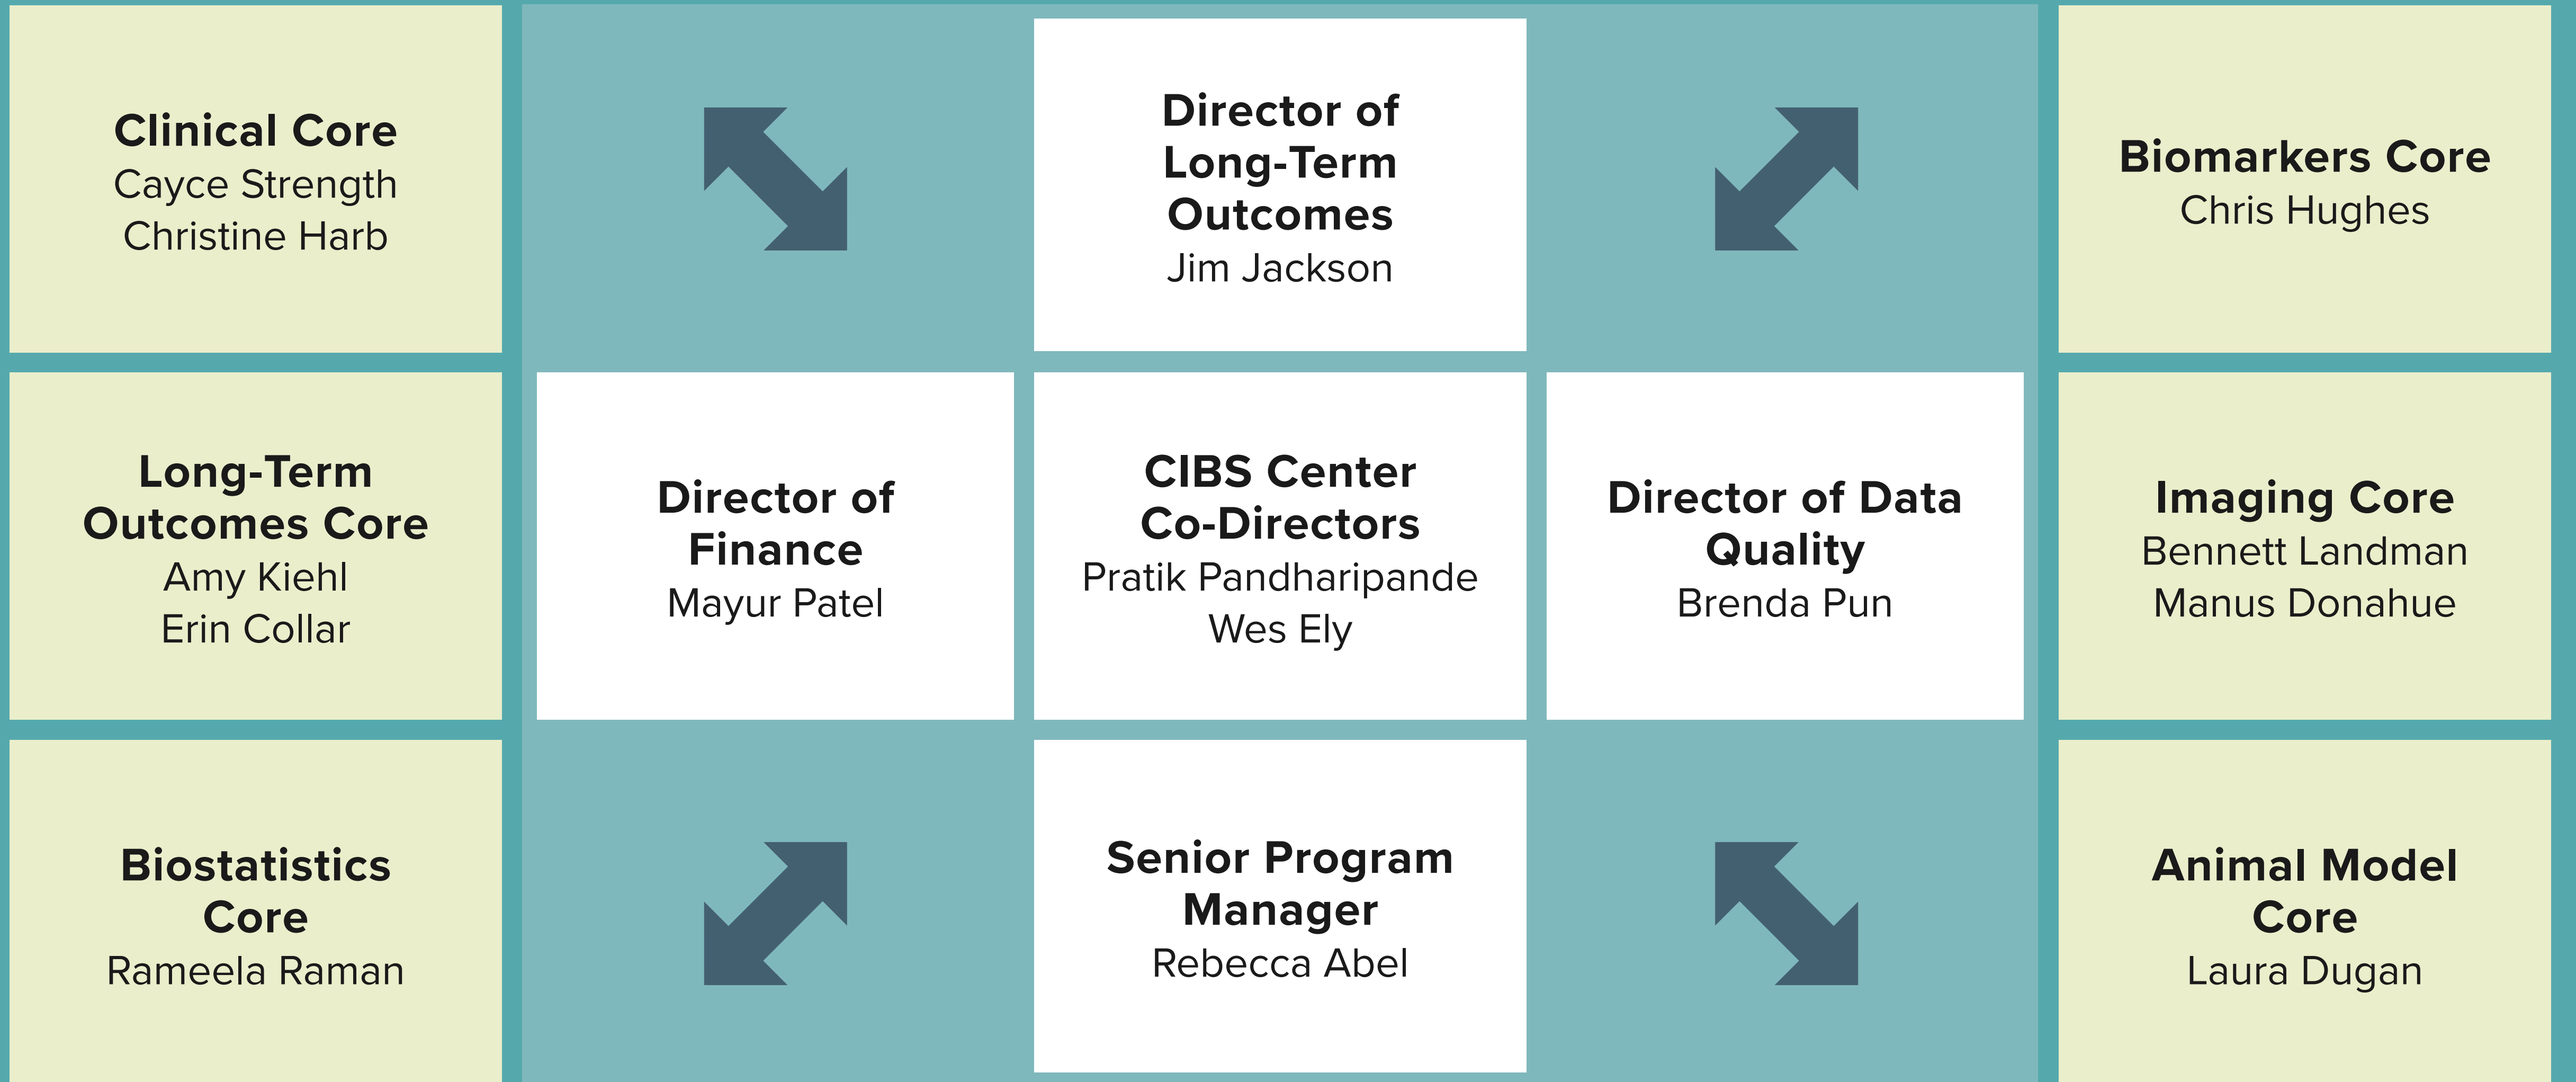 Clinical Core
Cayce Strength
Christine Harb
Director of
Long-Term
Outcomes
Jim Jackson
Biomarkers Core
Chris Hughes
Long-Term
Outcomes Core
Amy Kiehl
Erin Collar
Director of
Finance
Mayur Patel
CIBS Center
Co-Directors
Pratik Pandharipande
Wes Ely
Director of Data
Quality
Brenda Pun
Imaging Core
Bennett Landman
Manus Donahue
Biostatistics
Core
Rameela Raman
Senior Program
Manager
Rebecca Abel
Animal Model
Core
Laura Dugan